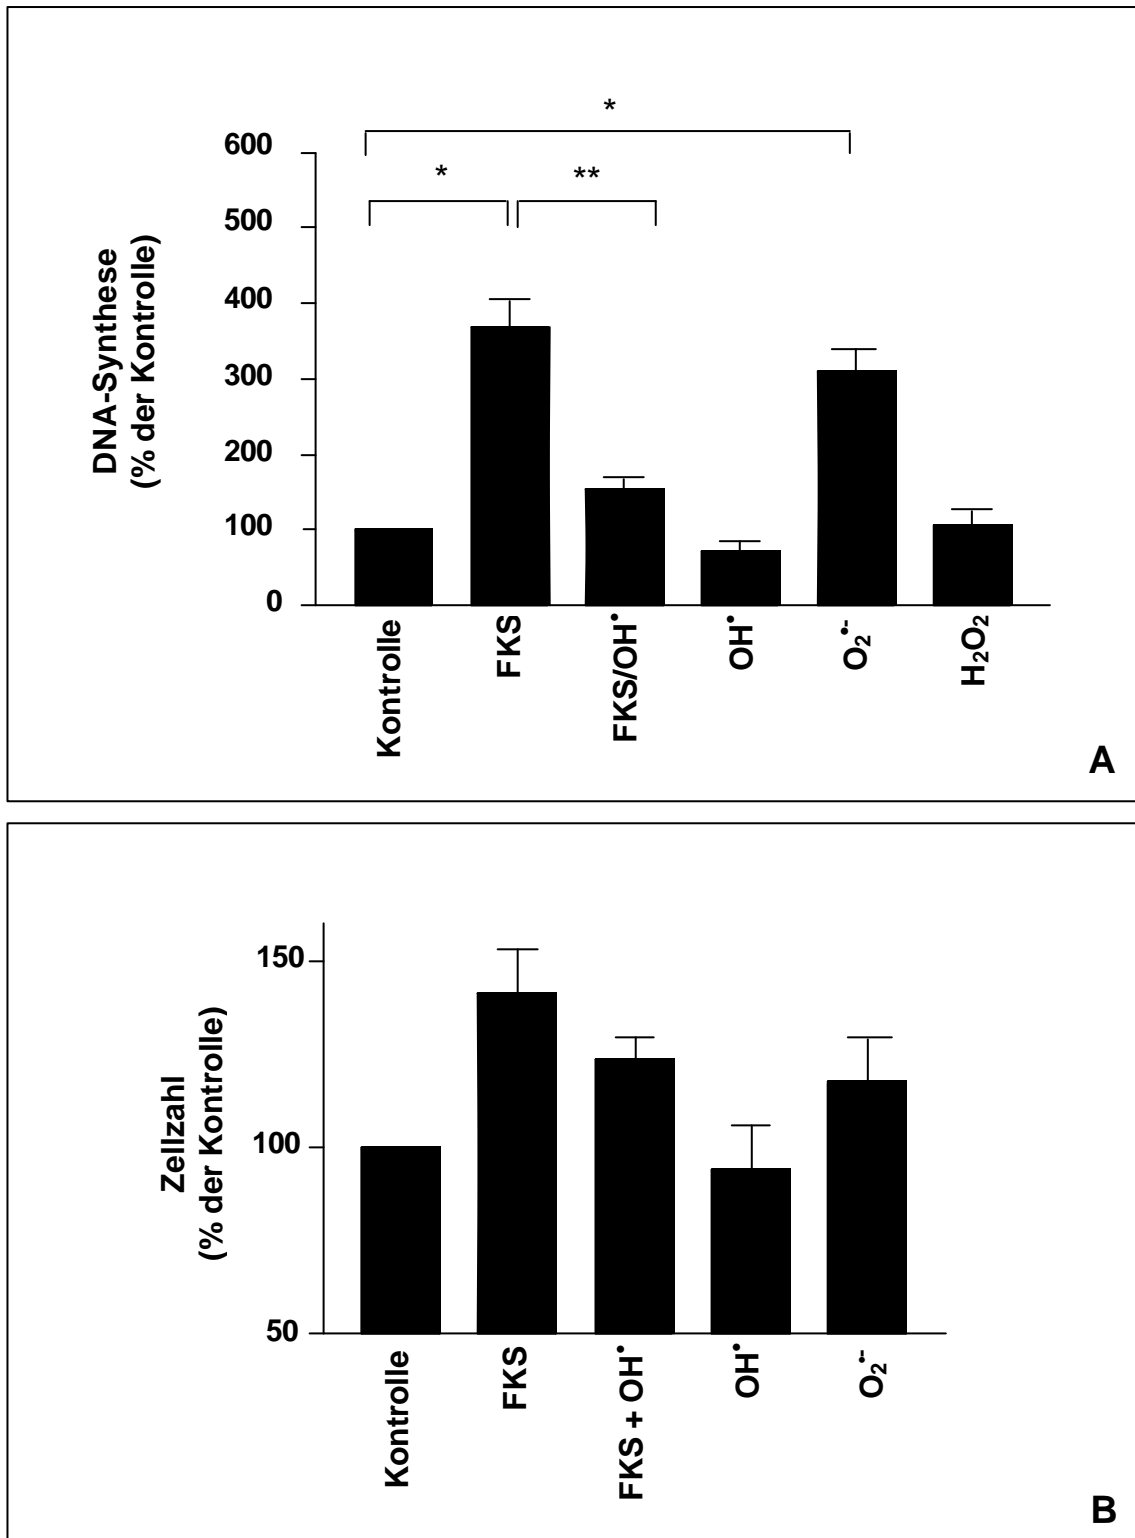 *
600
*
**
500
400
300
200
100
0
DNA-Synthese
(% der Kontrolle)
Kontrolle
FKS
FKS/OH•
OH•
O₂•-
H₂O₂
A
150
100
50
Zellzahl
(% der Kontrolle)
Kontrolle
FKS
FKS + OH•
OH•
O₂•-
B